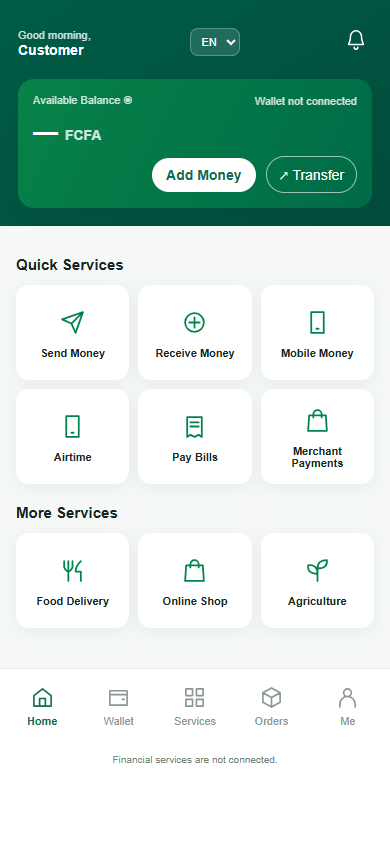 Good morning,
Customer
EN
Available Balance
Wallet not connected
— FCFA
Add Money
↗ Transfer
Quick Services
Send Money
Receive Money
Mobile Money
Airtime
Pay Bills
Merchant
Payments
More Services
Food Delivery
Online Shop
Agriculture
Home
Wallet
Services
Orders
Me
Financial services are not connected.